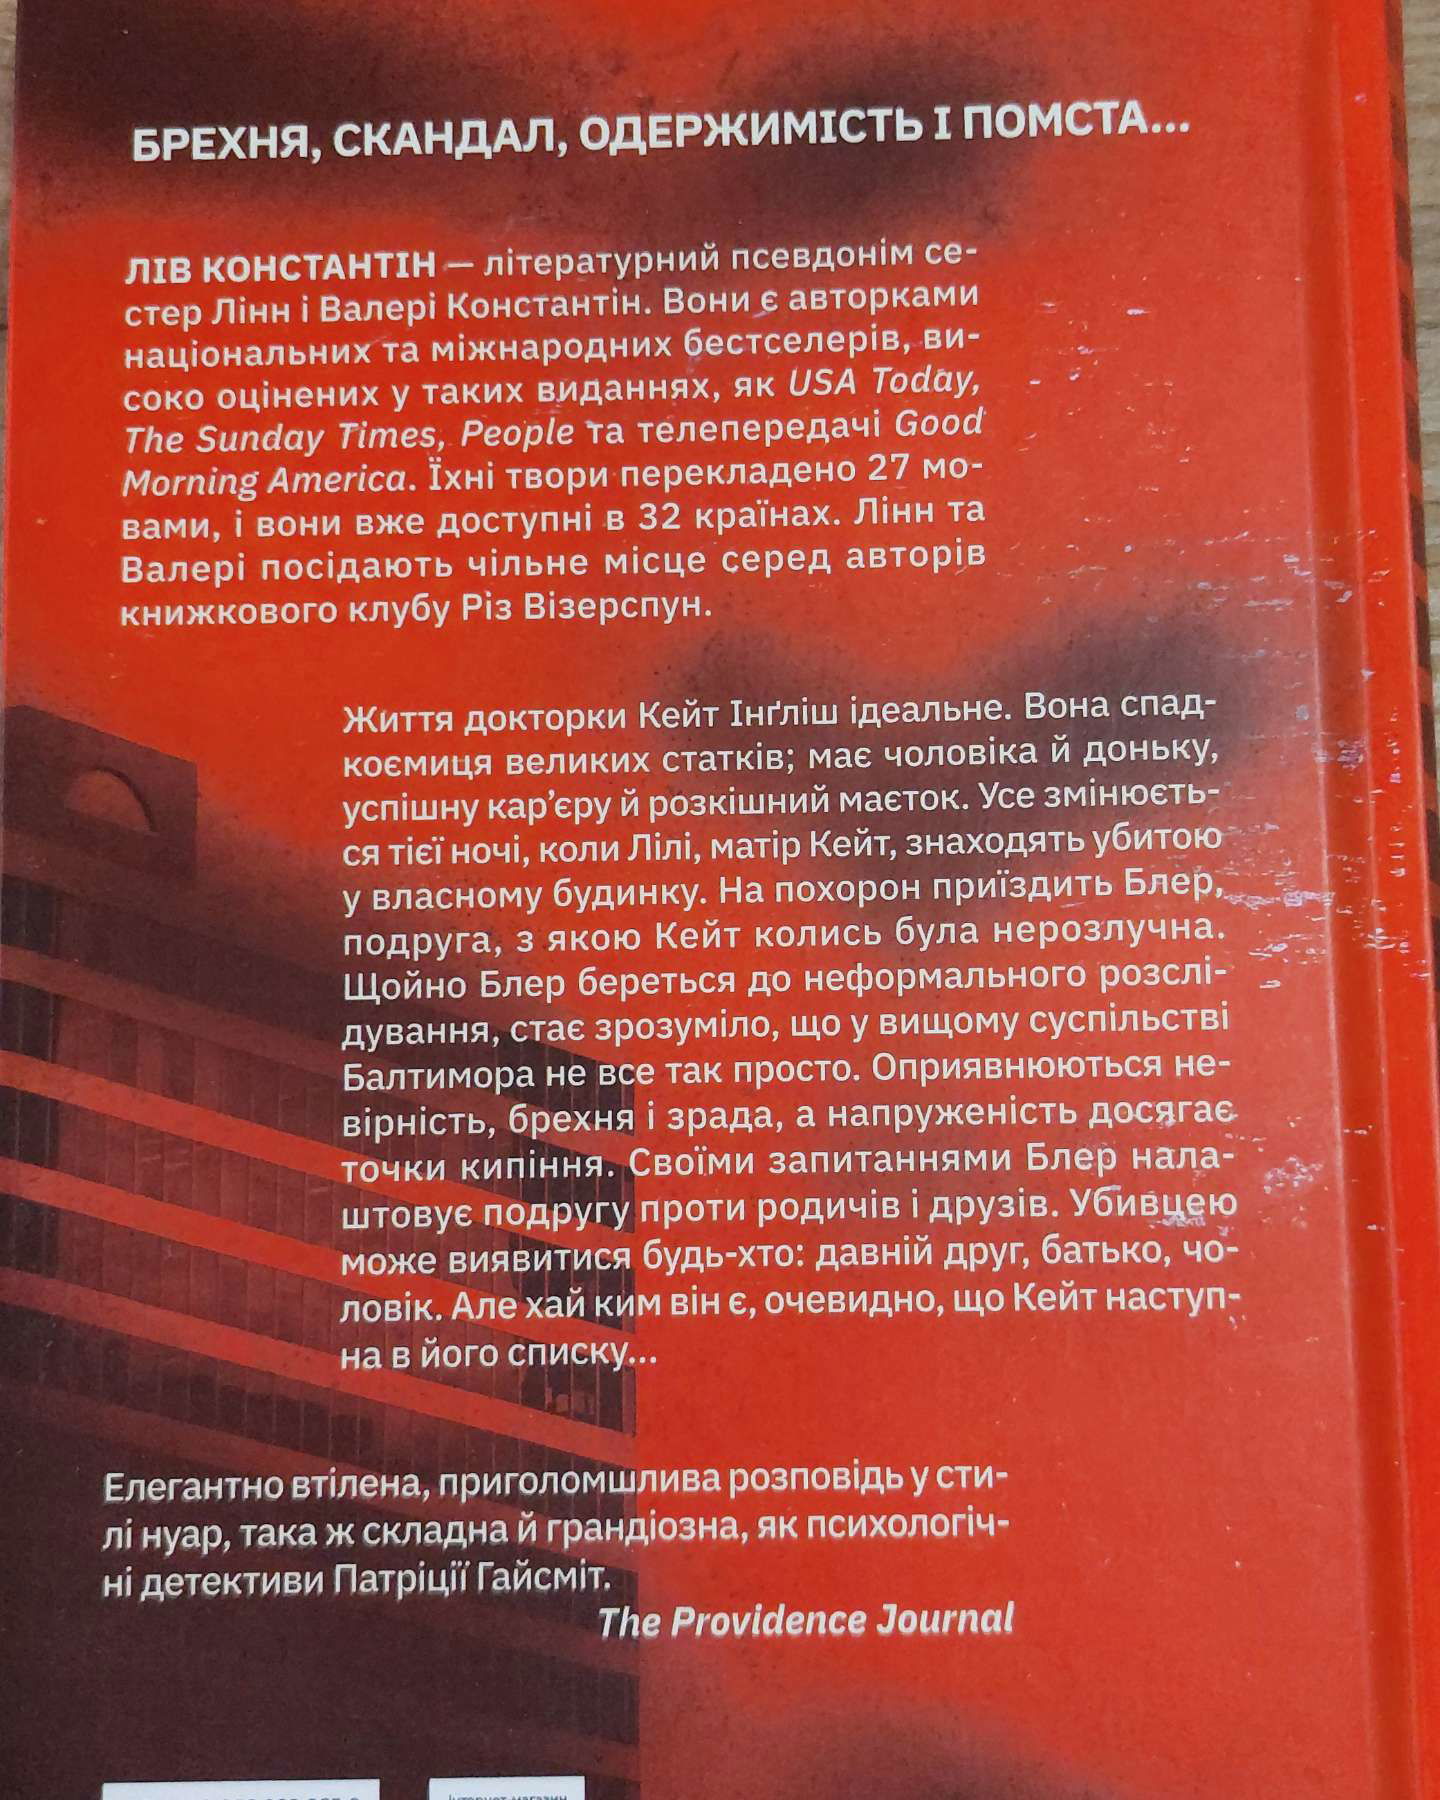 БРЕХНЯ, СКАНДАЛ, ОДЕРЖИМІСТЬ І ПОМСТА...
ЛІВ КОНСТАНТІН — літературний псевдонім се-
стер Лінн і Валері Константін. Вони є авторками
національних та міжнародних бестселерів, ви-
соко оцінених у таких виданнях, як USA Today,
The Sunday Times, People та телепередачі Good
Morning America. Їхні твори перекладено 27 мо-
вами, і вони вже доступні в 32 країнах. Лінн та
Валері посідають чільне місце серед авторів
книжкового клубу Різ Візерспун.
Життя докторки Кейт Інґліш ідеальне. Вона спад-
коємиця великих статків; має чоловіка й доньку,
успішну кар’єру й розкішний маєток. Усе змінюєть-
ся тієї ночі, коли Лілі, матір Кейт, знаходять убитою
у власному будинку. На похорон приїздить Блер,
подруга, з якою Кейт колись була нерозлучна.
Щойно Блер береться до неформального розслі-
дування, стає зрозуміло, що у вищому суспільстві
Балтимора не все так просто. Оприявнюються не-
вірність, брехня і зрада, а напруженість досягає
точки кипіння. Своїми запитаннями Блер нала-
штовує подругу проти родичів і друзів. Убивцею
може виявитися будь-хто: давній друг, батько, чо-
ловік. Але хай ким він є, очевидно, що Кейт наступ-
на в його списку...
Елегантно втілена, приголомшлива розповідь у сти-
лі нуар, така ж складна й грандіозна, як психологіч-
ні детективи Патріції Гайсміт.
The Providence Journal
Інтернет-магазин